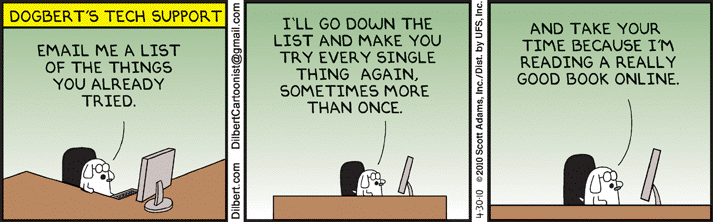 DOGBERT'S TECH SUPPORT
EMAIL ME A LIST
OF THE THINGS
YOU ALREADY
TRIED.
Dilbert.com DilbertCartoonist@gmail.com
I'LL GO DOWN THE
LIST AND MAKE YOU
TRY EVERY SINGLE
THING AGAIN,
SOMETIMES MORE
THAN ONCE.
4-30-10 © 2010 Scott Adams, Inc./Dist. by UFS, Inc.
AND TAKE YOUR
TIME BECAUSE I'M
READING A REALLY
GOOD BOOK ONLINE.